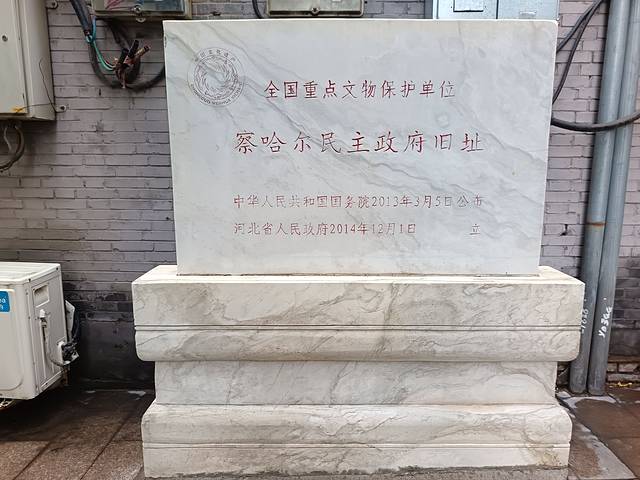 全国重点文物保护单位
察哈尔民主政府旧址
中华人民共和国国务院2013年3月5日公布
河北省人民政府2014年12月1日 立